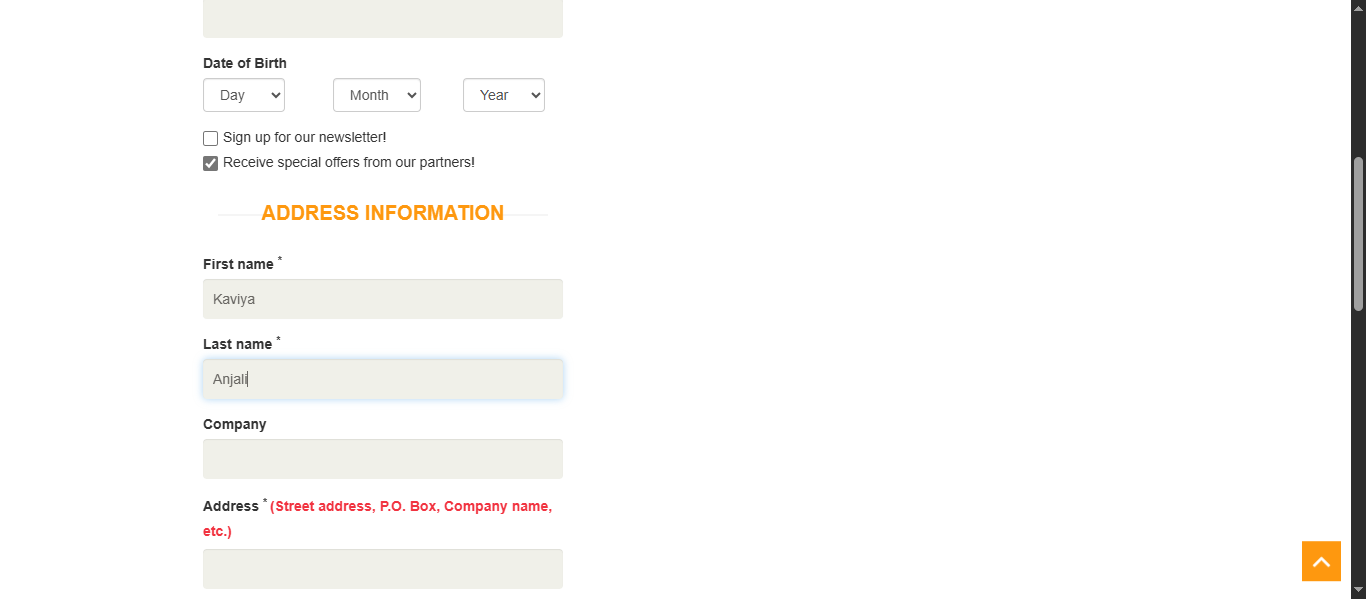 Date of Birth
Day Month Year
Sign up for our newsletter!
Receive special offers from our partners!
ADDRESS INFORMATION
First name *
Kaviya
Last name *
Anjali
Company
Address * (Street address, P.O. Box, Company name,
etc.)